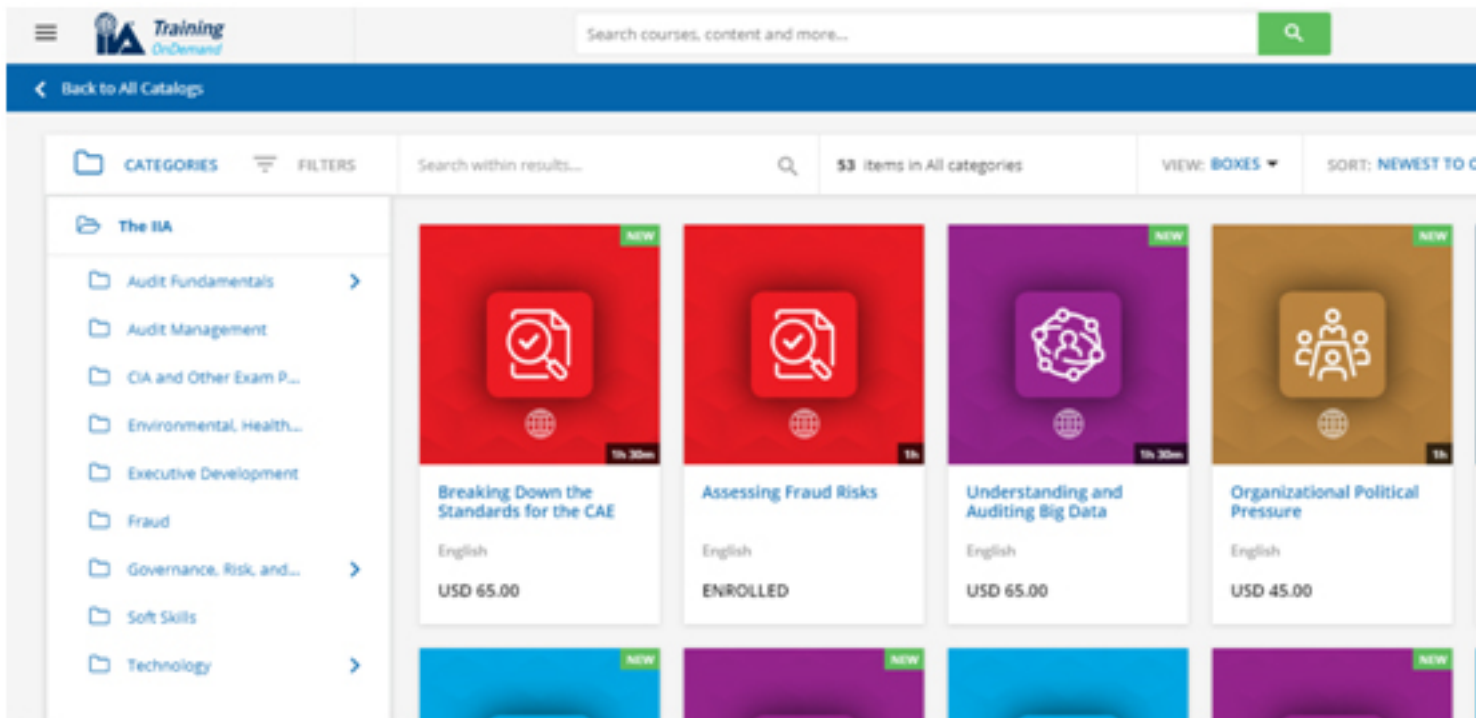 IIA Training
OnDemand
Search courses, content and more...
Back to All Catalogs
CATEGORIES FILTERS Search within results... 53 items in All categories VIEW: BOXES SORT: NEWEST TO
The IIA
Audit Fundamentals
Audit Management
CIA and Other Exam P...
Environmental, Health...
Executive Development
Fraud
Governance, Risk, and...
Soft Skills
Technology
NEW
1h 30m
Breaking Down the
Standards for the CAE
English
USD 65.00
1h
Assessing Fraud Risks
English
ENROLLED
NEW
1h 30m
Understanding and
Auditing Big Data
English
USD 65.00
NEW
1h
Organizational Political
Pressure
English
USD 45.00
NEW
NEW
NEW